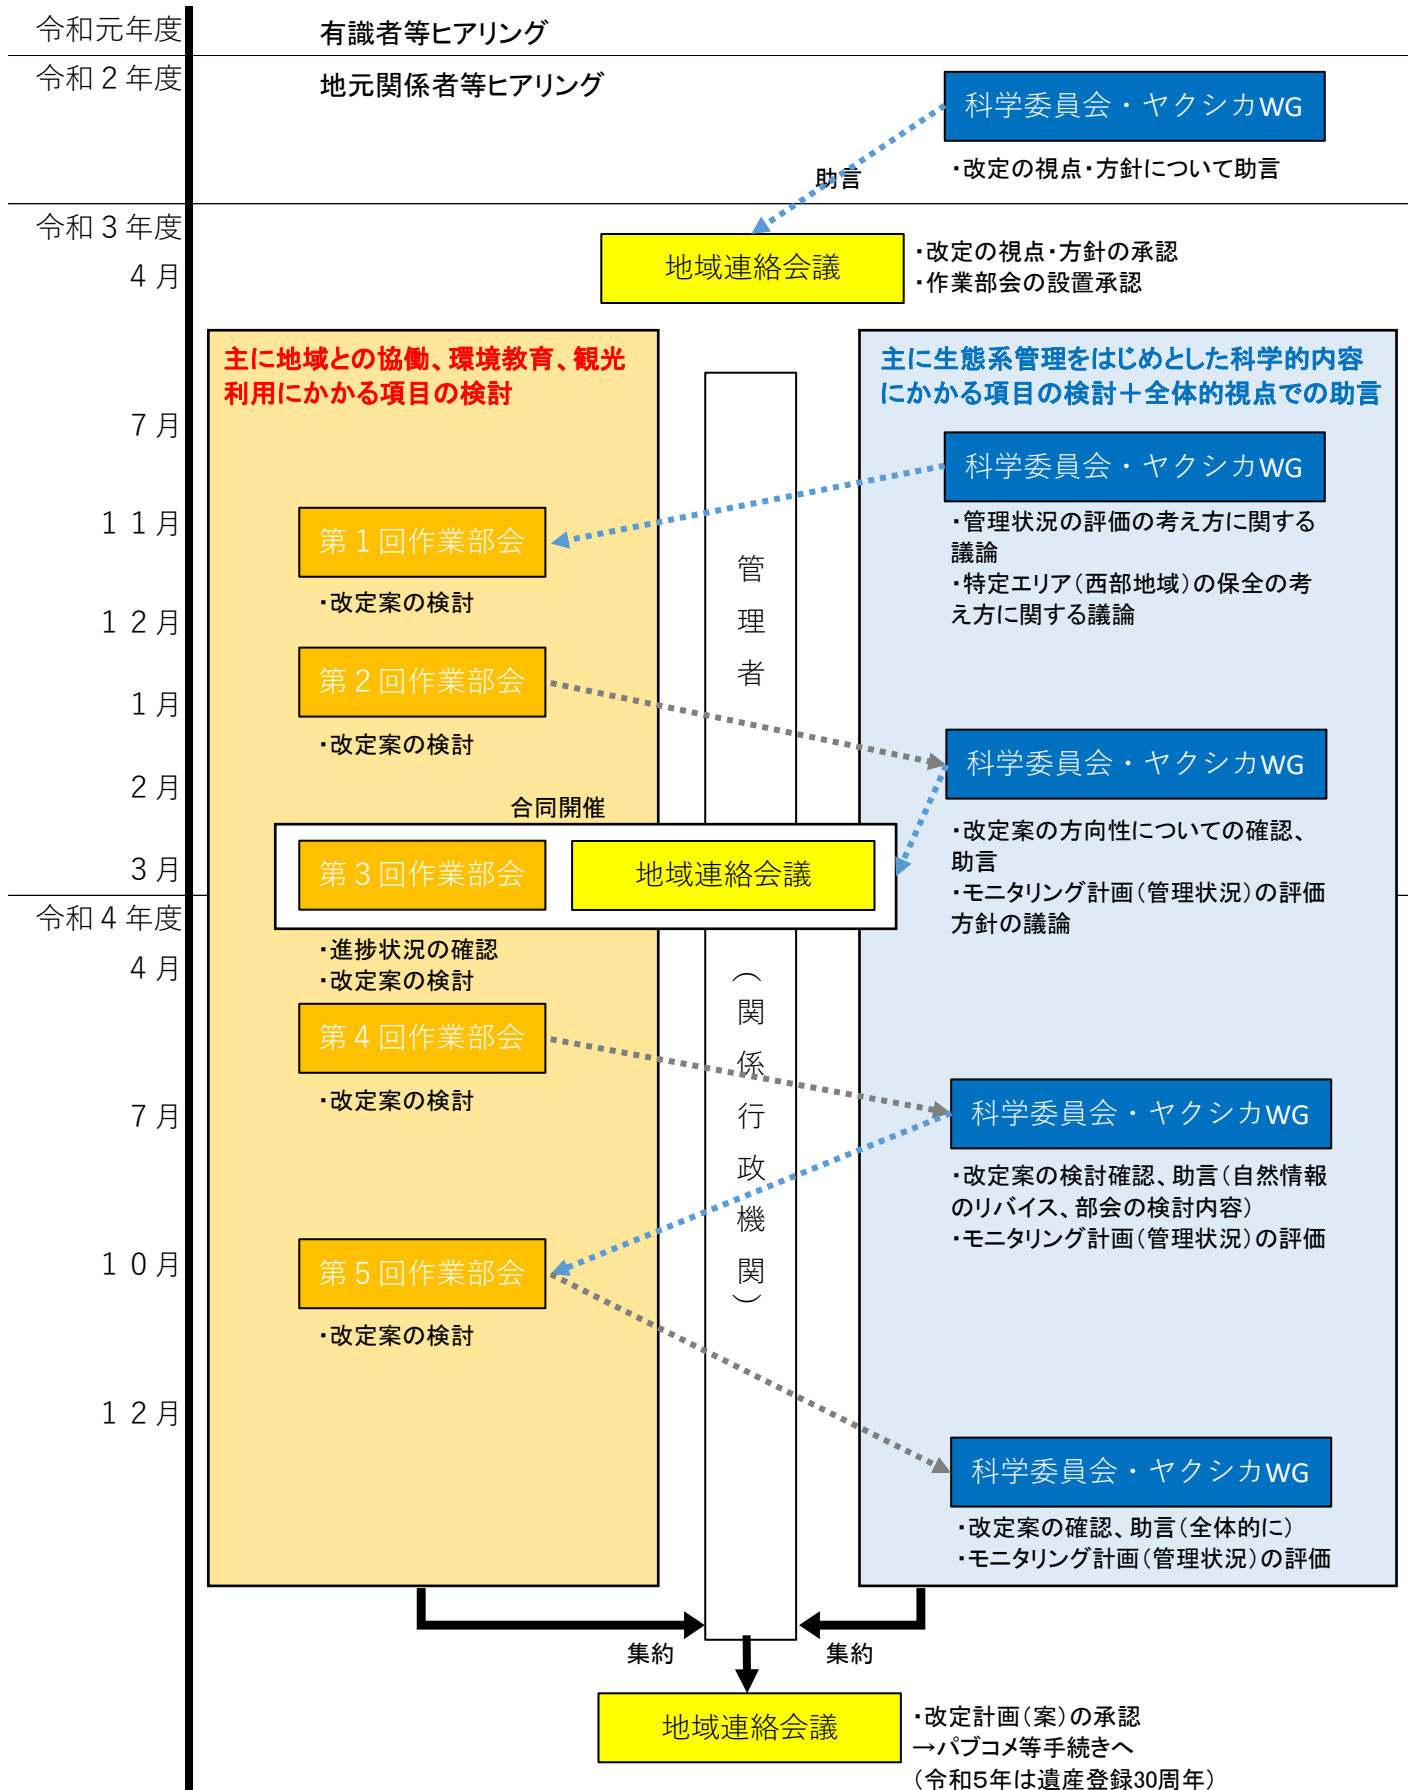 令和元年度
有識者等ヒアリング
令和２年度
地元関係者等ヒアリング
科学委員会・ヤクシカWG
・改定の視点・方針について助言
助言
令和３年度
４月
地域連絡会議
・改定の視点・方針の承認
・作業部会の設置承認
主に地域との協働、環境教育、観光
利用にかかる項目の検討
主に生態系管理をはじめとした科学的内容
にかかる項目の検討＋全体的視点での助言
７月
科学委員会・ヤクシカWG
・管理状況の評価の考え方に関する
議論
・特定エリア（西部地域）の保全の考
え方に関する議論
１１月
第１回作業部会
・改定案の検討
管理者
１２月
第２回作業部会
・改定案の検討
１月
科学委員会・ヤクシカWG
・改定案の方向性についての確認、
助言
・モニタリング計画（管理状況）の評価
方針の議論
２月
合同開催
３月
第３回作業部会
地域連絡会議
令和４年度
・進捗状況の確認
・改定案の検討
４月
（関係行政機関）
第４回作業部会
・改定案の検討
７月
科学委員会・ヤクシカWG
・改定案の検討確認、助言（自然情報
のリバイス、部会の検討内容）
・モニタリング計画（管理状況）の評価
１０月
第５回作業部会
・改定案の検討
１２月
科学委員会・ヤクシカWG
・改定案の確認、助言（全体的に）
・モニタリング計画（管理状況）の評価
集約
集約
地域連絡会議
・改定計画（案）の承認
→パブコメ等手続きへ
（令和5年は遺産登録30周年）